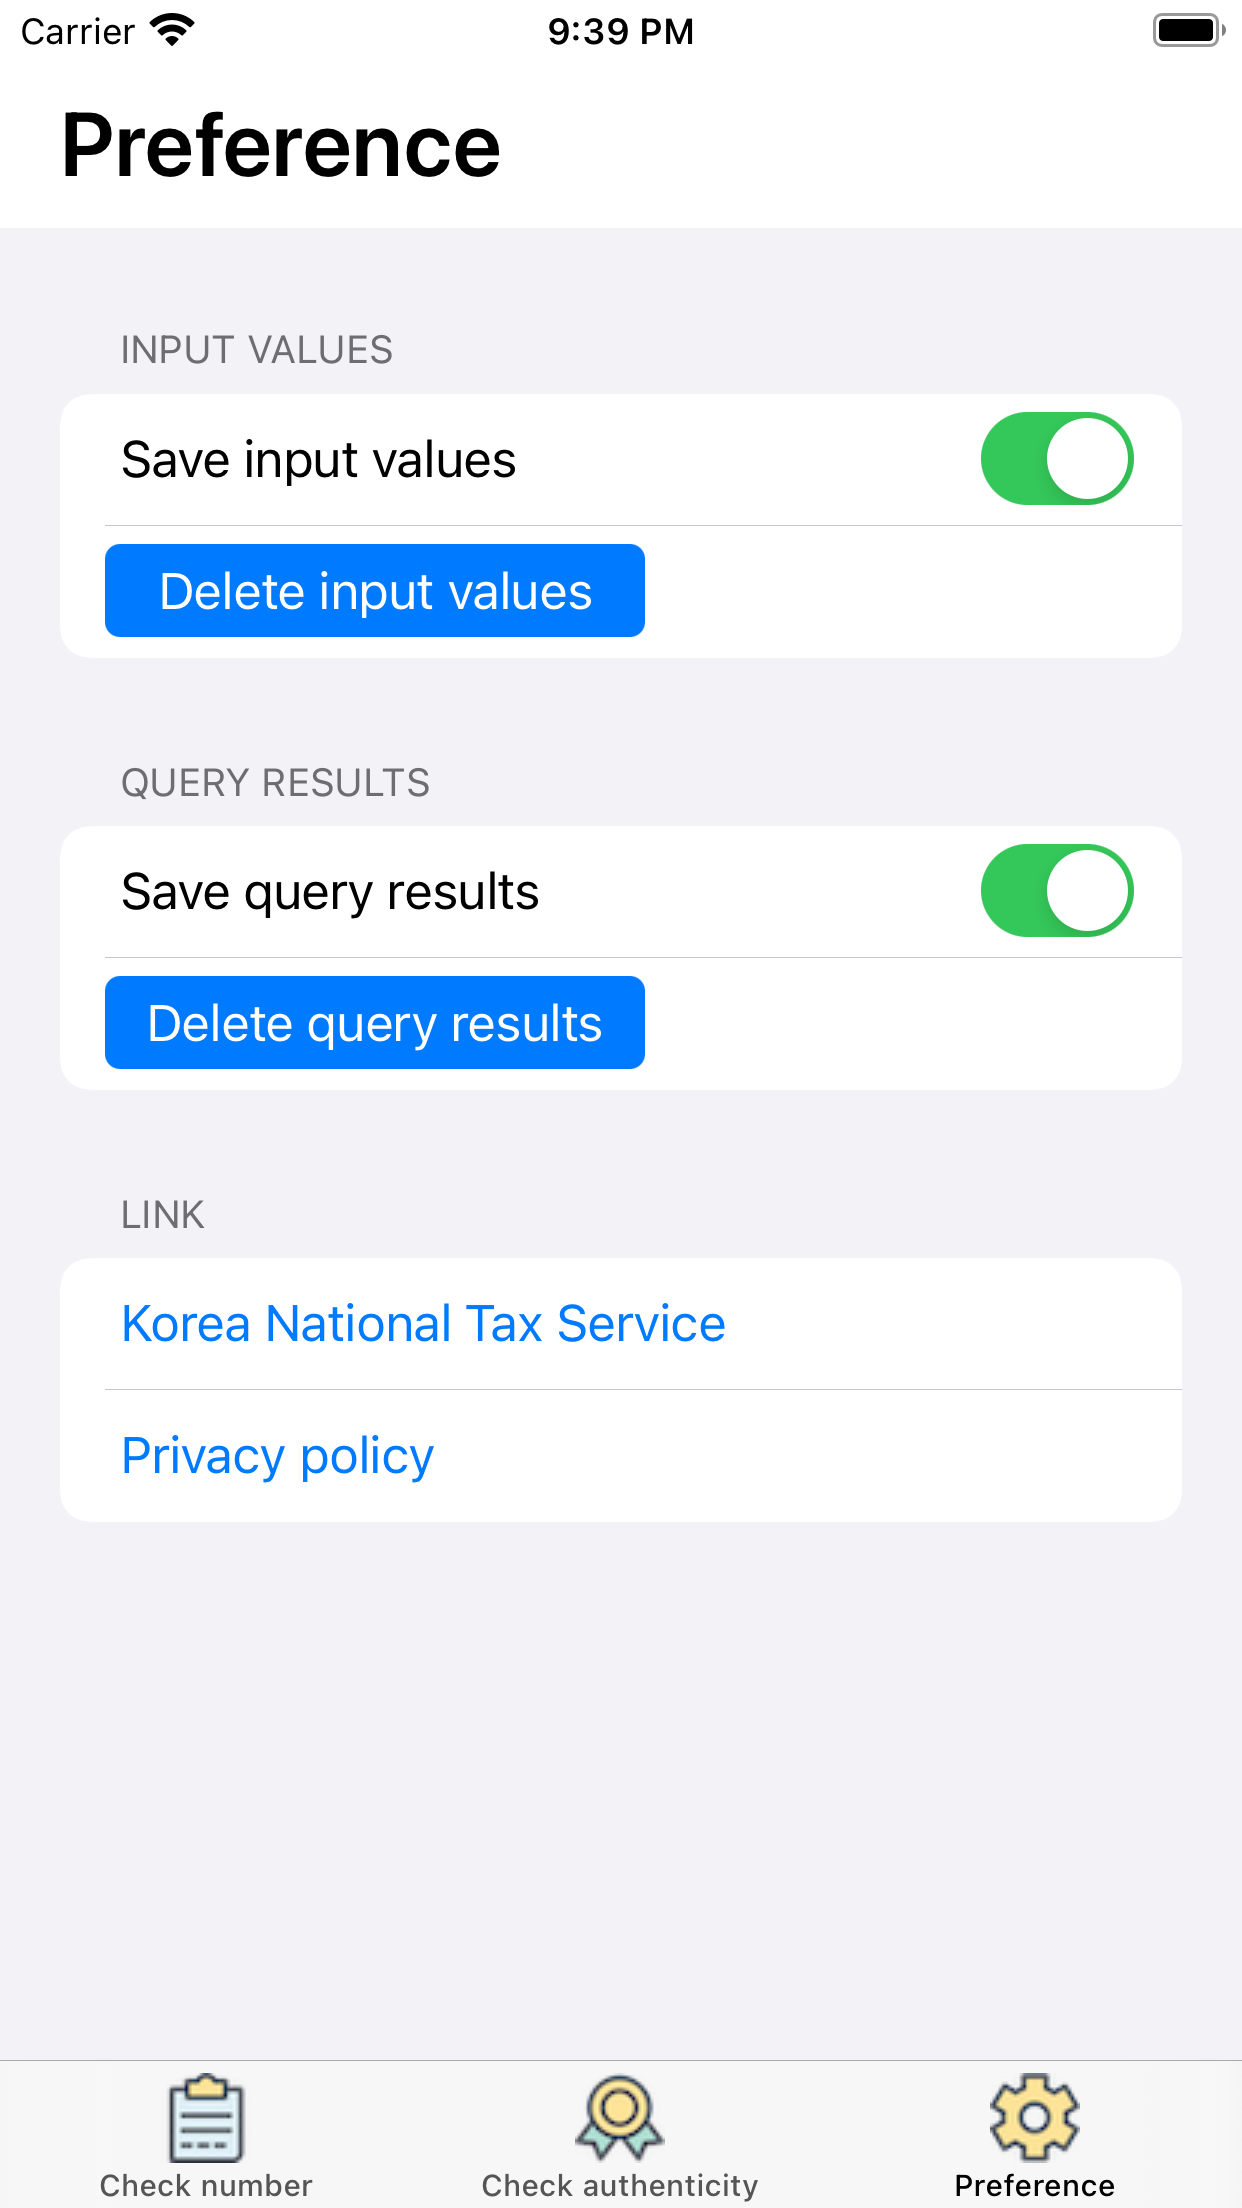 Carrier 9:39 PM
Preference
INPUT VALUES
Save input values
Delete input values
QUERY RESULTS
Save query results
Delete query results
LINK
Korea National Tax Service
Privacy policy
Check number Check authenticity Preference